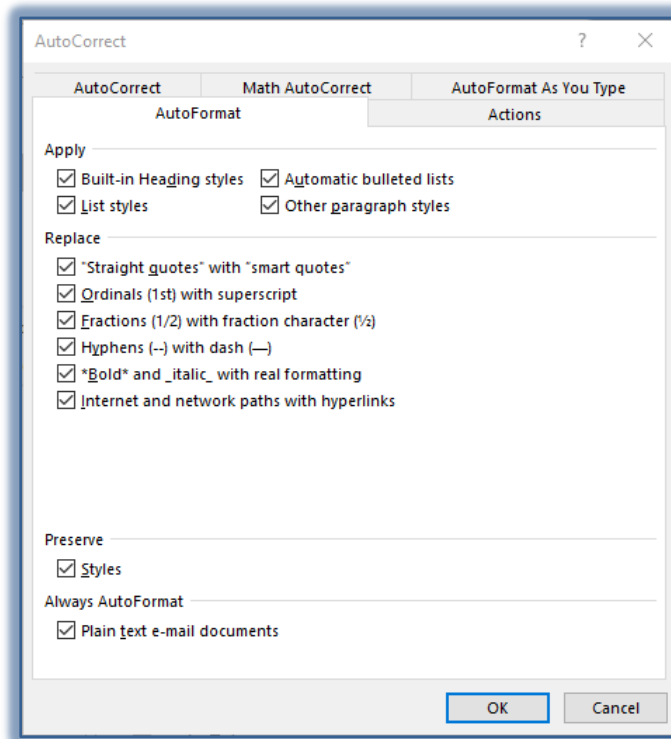 AutoCorrect ?
AutoCorrect Math AutoCorrect AutoFormat As You Type
AutoFormat Actions
Apply
Built-in Heading styles Automatic bulleted lists
List styles Other paragraph styles
Replace
"Straight quotes" with “smart quotes”
Ordinals (1st) with superscript
Fractions (1/2) with fraction character (½)
Hyphens (--) with dash (—)
*Bold* and _italic_ with real formatting
Internet and network paths with hyperlinks
Preserve
Styles
Always AutoFormat
Plain text e-mail documents
OK Cancel